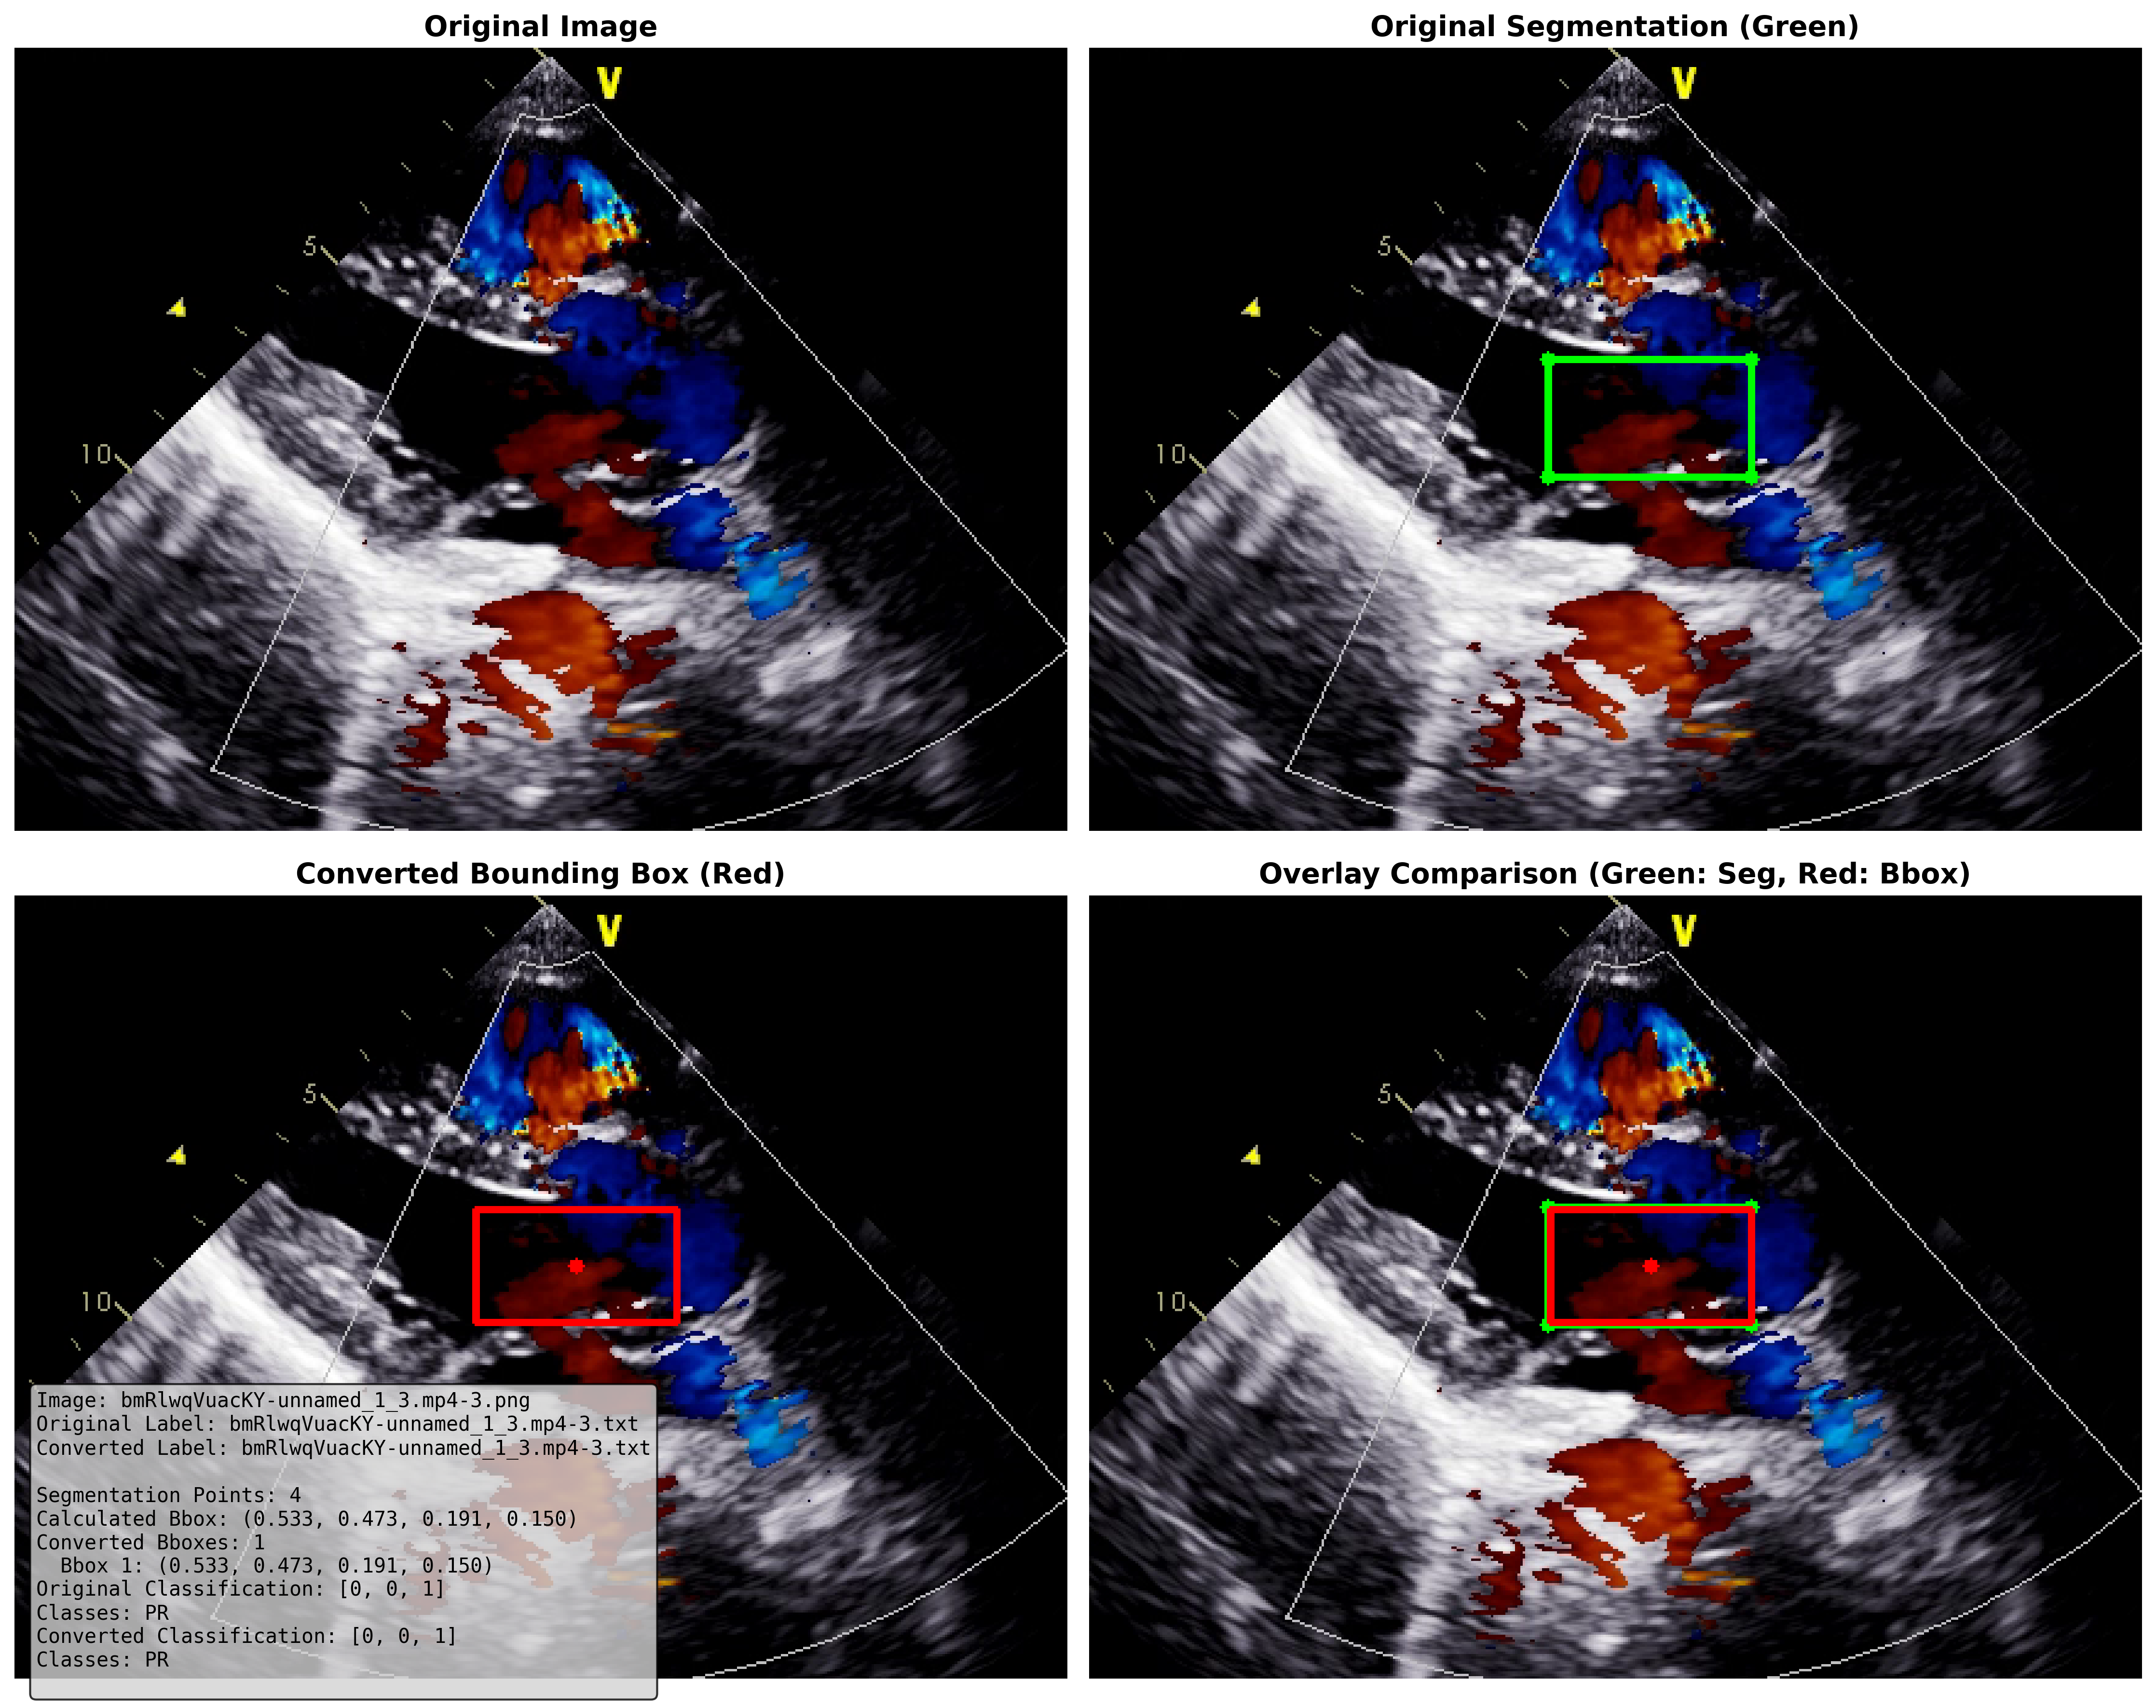 Original Image
Original Segmentation (Green)
V
5
10
V
5
10
Converted Bounding Box (Red)
Overlay Comparison (Green: Seg, Red: Bbox)
V
5
10
V
5
10
Image: bmRlwqVuacKY-unnamed_1_3.mp4-3.png
Original Label: bmRlwqVuacKY-unnamed_1_3.mp4-3.txt
Converted Label: bmRlwqVuacKY-unnamed_1_3.mp4-3.txt
Segmentation Points: 4
Calculated Bbox: (0.533, 0.473, 0.191, 0.150)
Converted Bboxes: 1
Bbox 1: (0.533, 0.473, 0.191, 0.150)
Original Classification: [0, 0, 1]
Classes: PR
Converted Classification: [0, 0, 1]
Classes: PR